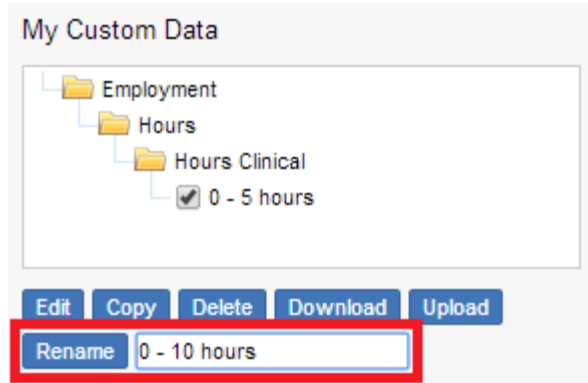 My Custom Data
Employment
Hours
Hours Clinical
0 - 5 hours
Edit Copy Delete Download Upload
Rename 0 - 10 hours